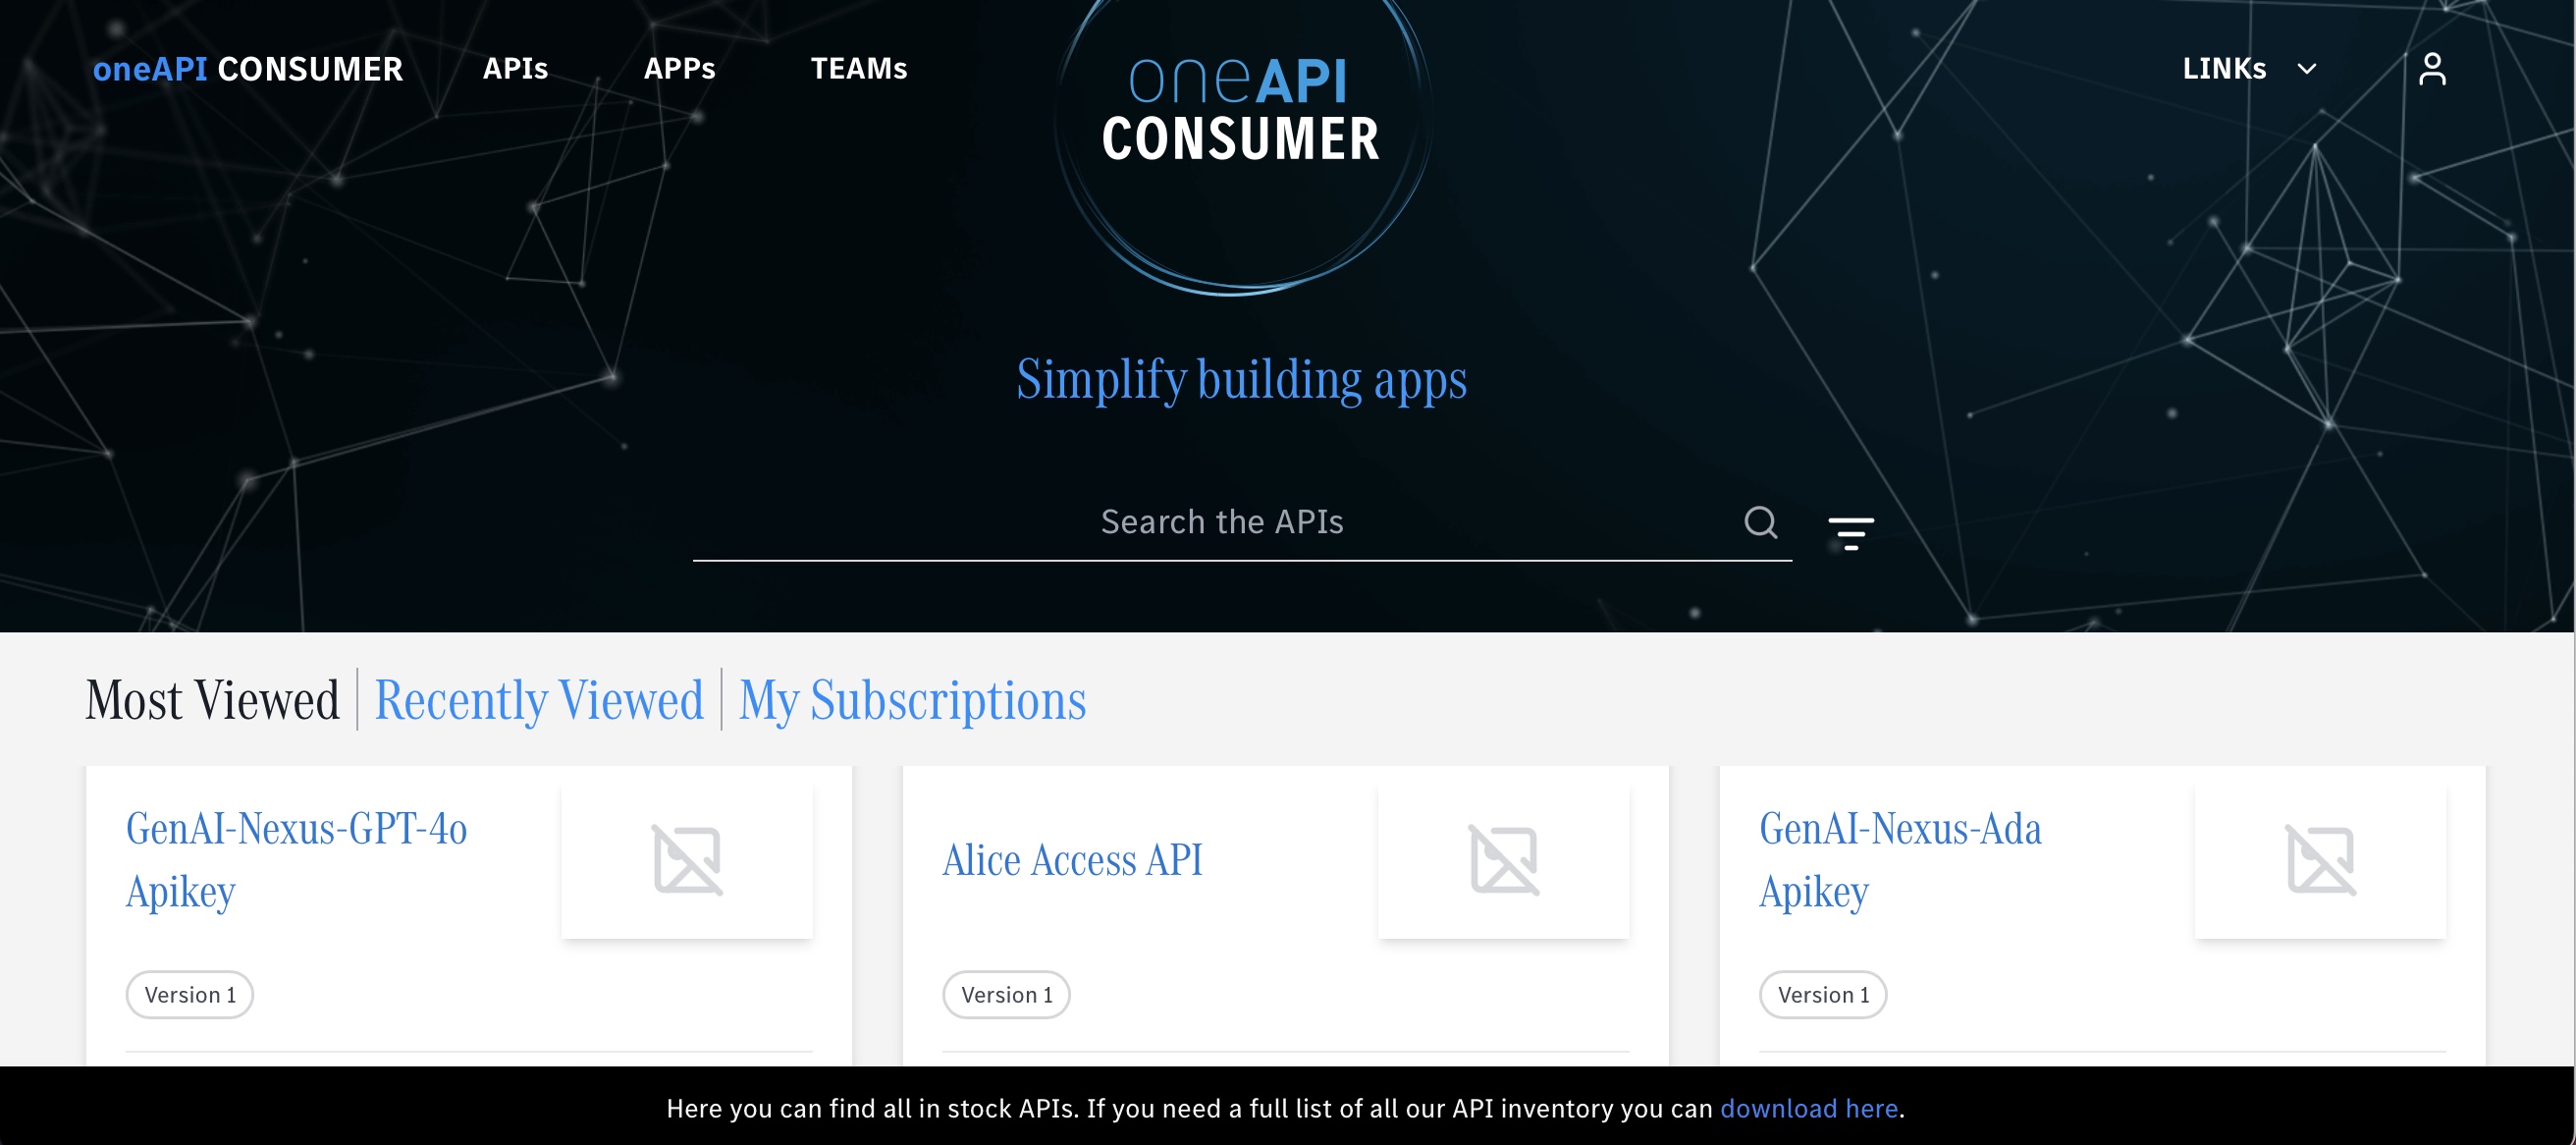 oneAPI CONSUMER APIs APPs TEAMs LINKs
oneAPI
CONSUMER
Simplify building apps
Search the APIs
Most Viewed Recently Viewed My Subscriptions
GenAI-Nexus-GPT-4o
Apikey
Version 1
Alice Access API
Version 1
GenAI-Nexus-Ada
Apikey
Version 1
Here you can find all in stock APIs. If you need a full list of all our API inventory you can download here.